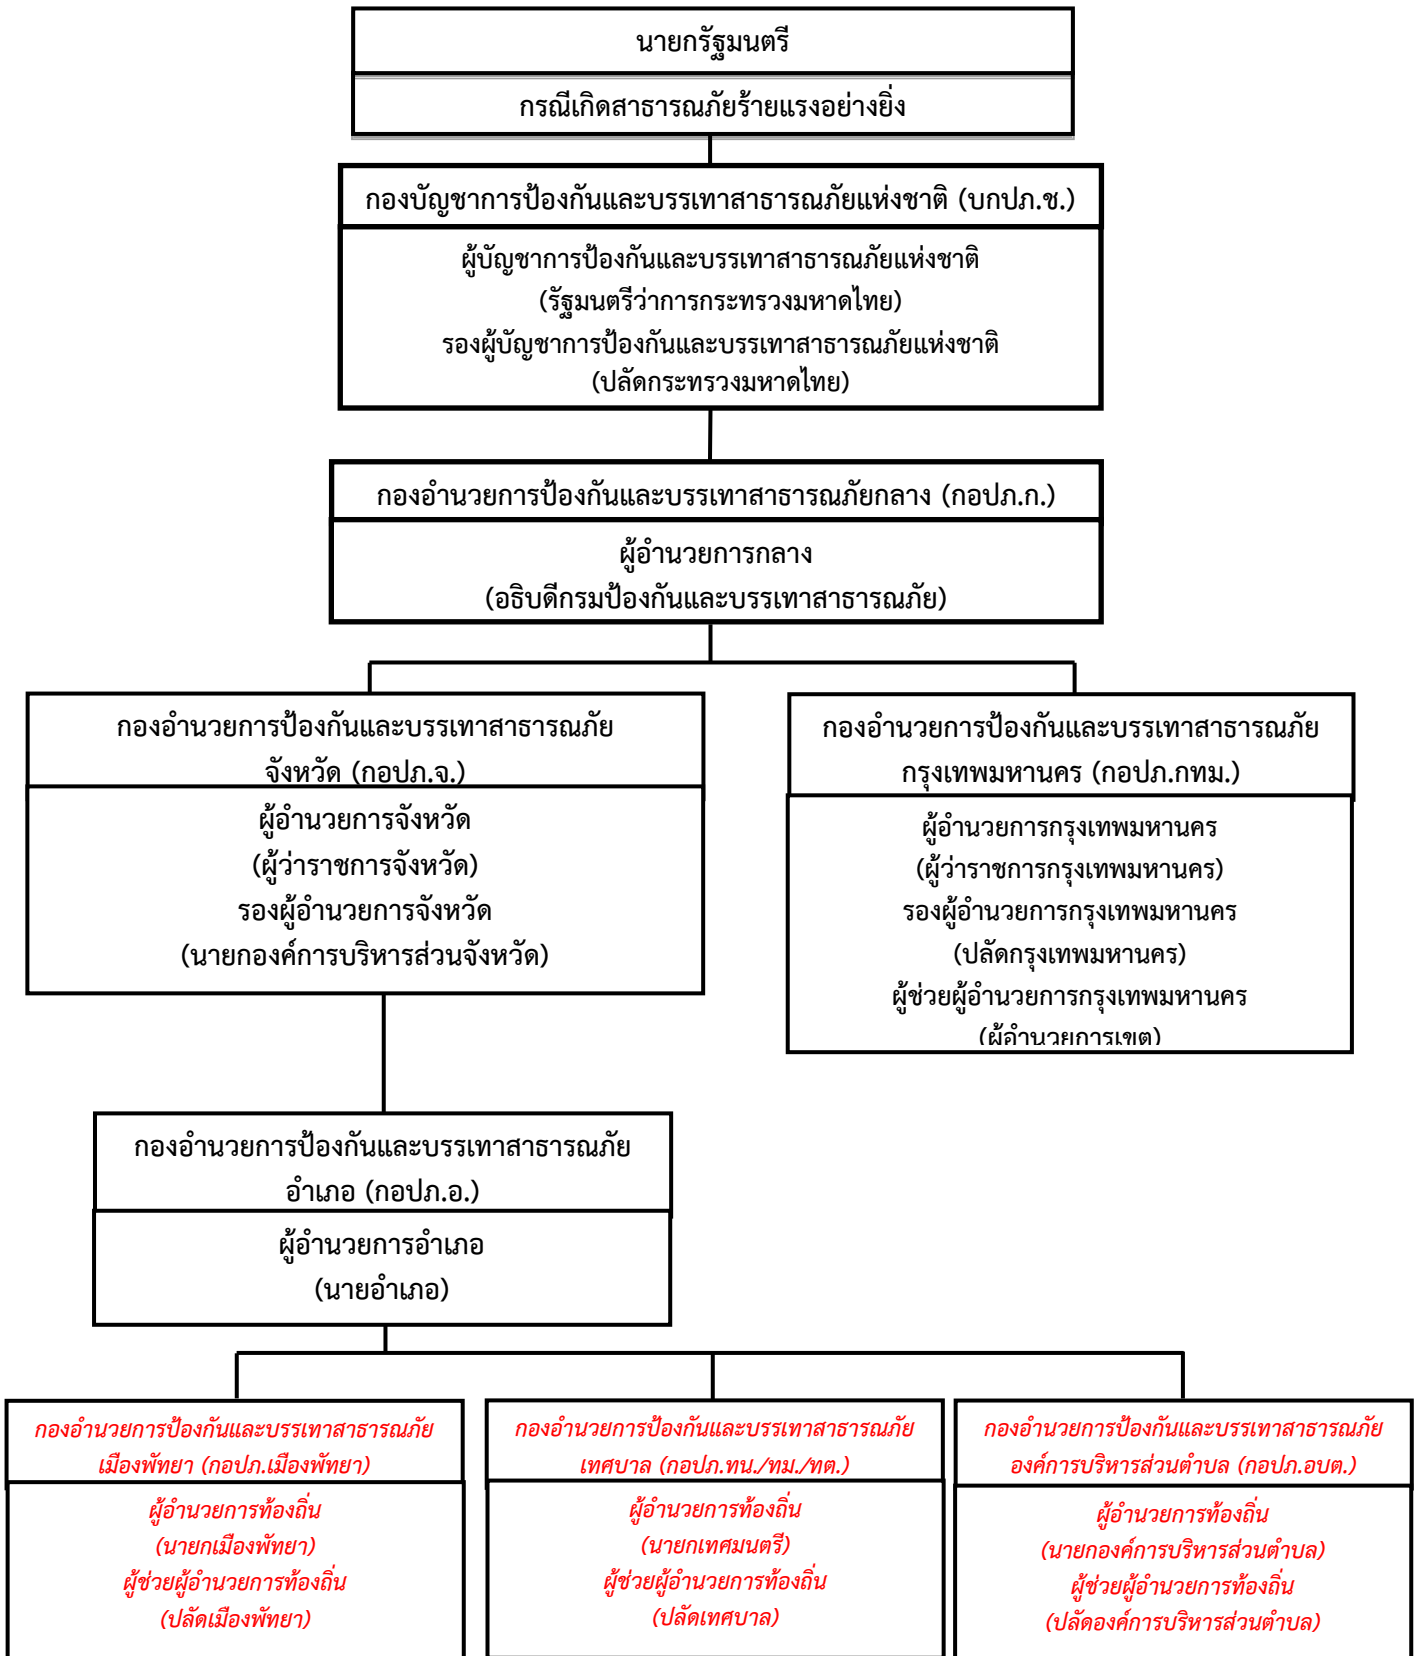 นายกรัฐมนตรี
กรณีเกิดสาธารณภัยร้ายแรงอย่างยิ่ง
กองบัญชาการป้องกันและบรรเทาสาธารณภัยแห่งชาติ (บกปภ.ช.)
ผู้บัญชาการป้องกันและบรรเทาสาธารณภัยแห่งชาติ
(รัฐมนตรีว่าการกระทรวงมหาดไทย)
รองผู้บัญชาการป้องกันและบรรเทาสาธารณภัยแห่งชาติ
(ปลัดกระทรวงมหาดไทย)
กองอำนวยการป้องกันและบรรเทาสาธารณภัยกลาง (กอปภ.ก.)
ผู้อำนวยการกลาง
(อธิบดีกรมป้องกันและบรรเทาสาธารณภัย)
กองอำนวยการป้องกันและบรรเทาสาธารณภัย
จังหวัด (กอปภ.จ.)
ผู้อำนวยการจังหวัด
(ผู้ว่าราชการจังหวัด)
รองผู้อำนวยการจังหวัด
(นายกองค์การบริหารส่วนจังหวัด)
กองอำนวยการป้องกันและบรรเทาสาธารณภัย
กรุงเทพมหานคร (กอปภ.กทม.)
ผู้อำนวยการกรุงเทพมหานคร
(ผู้ว่าราชการกรุงเทพมหานคร)
รองผู้อำนวยการกรุงเทพมหานคร
(ปลัดกรุงเทพมหานคร)
ผู้ช่วยผู้อำนวยการกรุงเทพมหานคร
(ผู้อำนวยการเขต)
กองอำนวยการป้องกันและบรรเทาสาธารณภัย
อำเภอ (กอปภ.อ.)
ผู้อำนวยการอำเภอ
(นายอำเภอ)
กองอำนวยการป้องกันและบรรเทาสาธารณภัย
เมืองพัทยา (กอปภ.เมืองพัทยา)
ผู้อำนวยการท้องถิ่น
(นายกเมืองพัทยา)
ผู้ช่วยผู้อำนวยการท้องถิ่น
(ปลัดเมืองพัทยา)
กองอำนวยการป้องกันและบรรเทาสาธารณภัย
เทศบาล (กอปภ.ทน./ทม./ทต.)
ผู้อำนวยการท้องถิ่น
(นายกเทศมนตรี)
ผู้ช่วยผู้อำนวยการท้องถิ่น
(ปลัดเทศบาล)
กองอำนวยการป้องกันและบรรเทาสาธารณภัย
องค์การบริหารส่วนตำบล (กอปภ.อบต.)
ผู้อำนวยการท้องถิ่น
(นายกองค์การบริหารส่วนตำบล)
ผู้ช่วยผู้อำนวยการท้องถิ่น
(ปลัดองค์การบริหารส่วนตำบล)